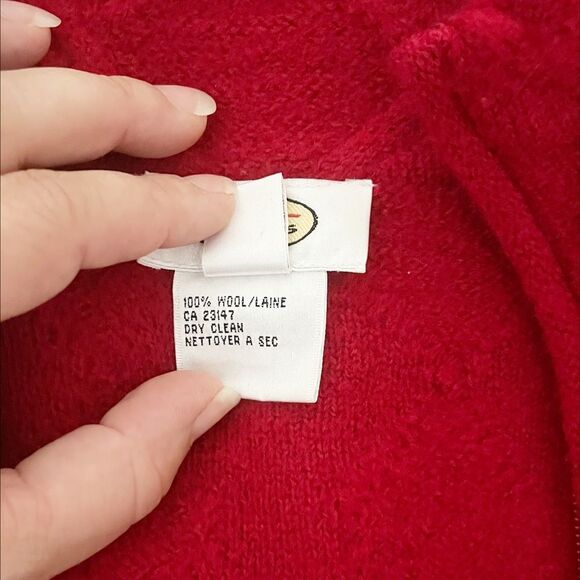 100% WOOL/LAINE
CA 23147
DRY CLEAN
NETTOYER A SEC